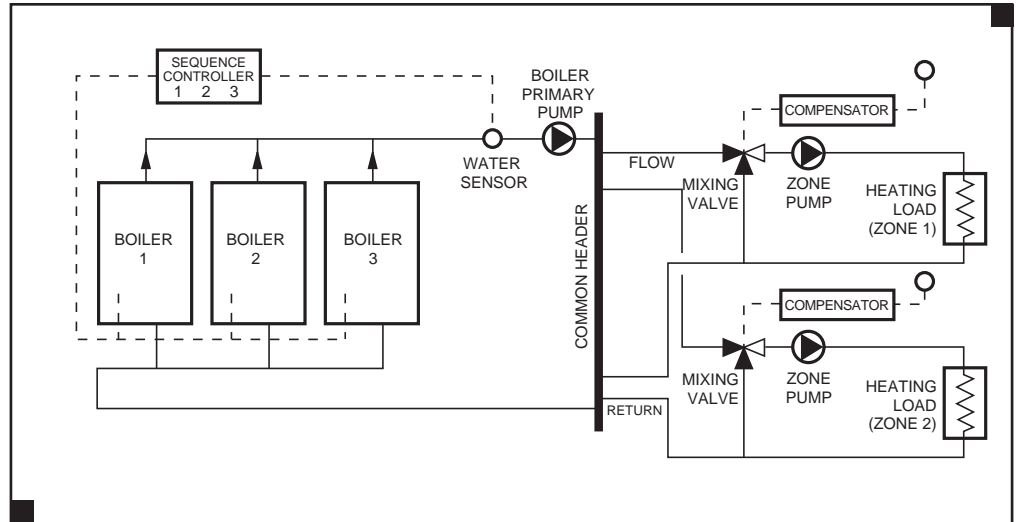 SEQUENCE
CONTROLLER
1 2 3
BOILER
PRIMARY
PUMP
WATER
SENSOR
BOILER
1
BOILER
2
BOILER
3
COMMON HEADER
FLOW
RETURN
COMPENSATOR
MIXING
VALVE
ZONE
PUMP
HEATING
LOAD
(ZONE 1)
COMPENSATOR
MIXING
VALVE
ZONE
PUMP
HEATING
LOAD
(ZONE 2)